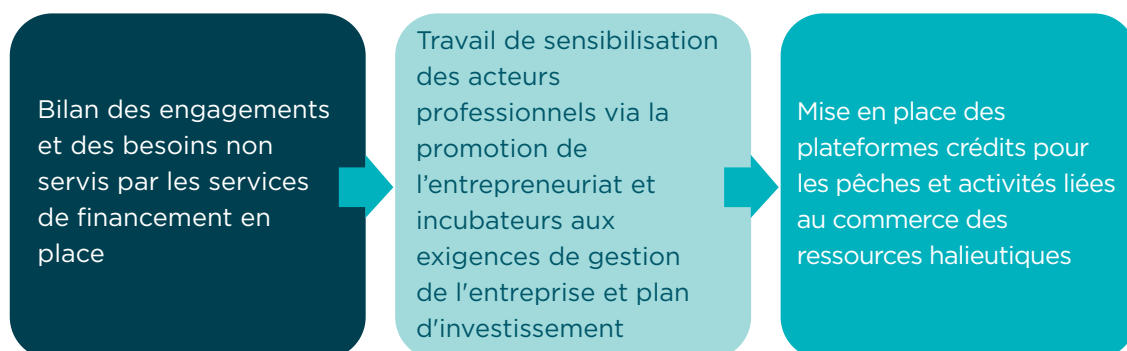 Bilan des engagements
et des besoins non
servis par les services
de financement en
place
Travail de sensibilisation
des acteurs
professionnels via la
promotion de
l’entrepreneuriat et
incubateurs aux
exigences de gestion
de l'entreprise et plan
d'investissement
Mise en place des
plateformes crédits pour
les pêches et activités liées
au commerce des
ressources halieutiques